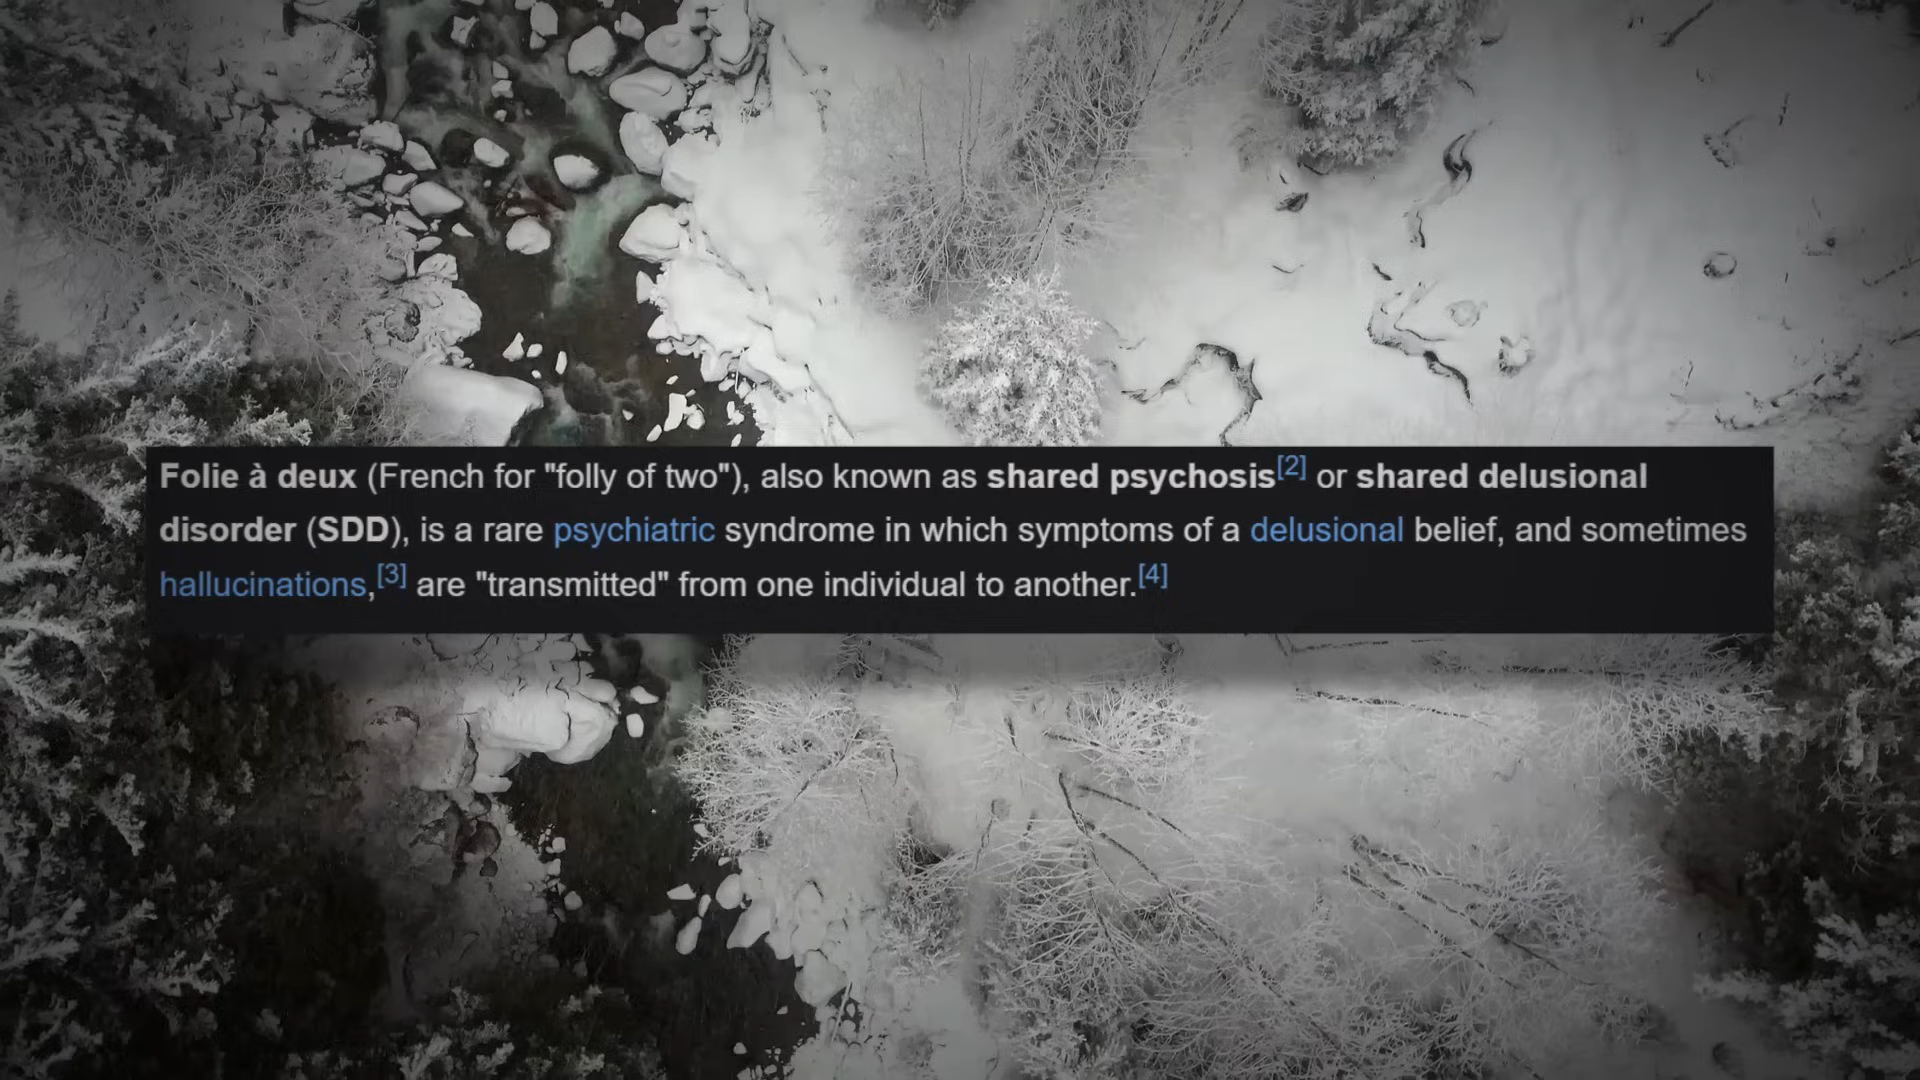 Folie à deux (French for "folly of two"), also known as shared psychosis[2] or shared delusional
disorder (SDD), is a rare psychiatric syndrome in which symptoms of a delusional belief, and sometimes
hallucinations,[3] are "transmitted" from one individual to another.[4]